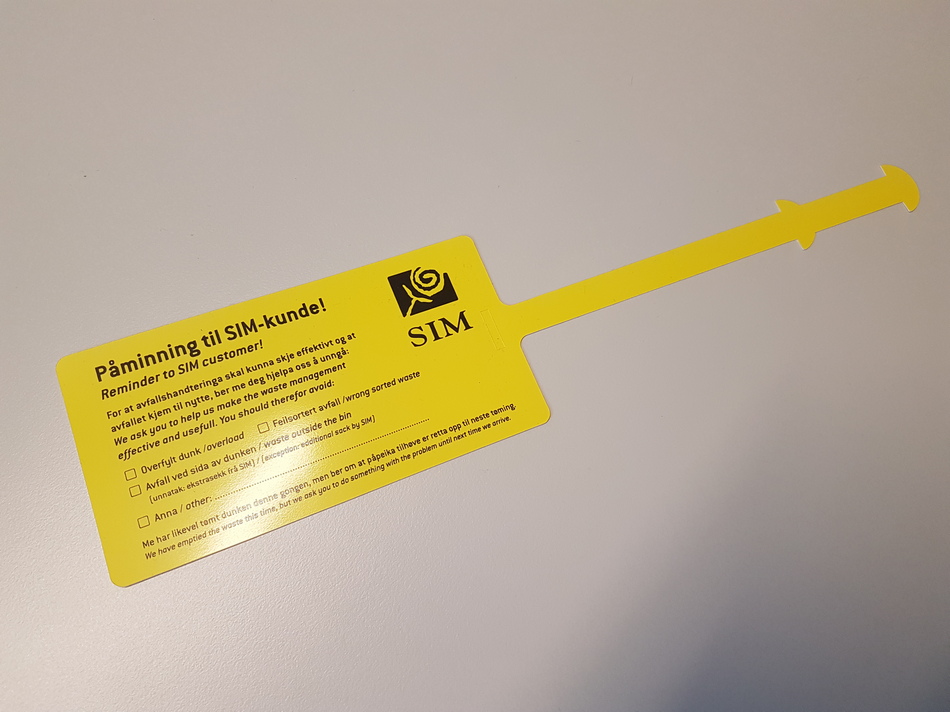 SIM
Påminning til SIM-kunde!
Reminder to SIM customer!
For at avfallshandteringa skal kunna skje effektivt og at
avfallet kjem til nytte, ber me deg hjelpa oss å unngå:
We ask you to help us make the waste management
effective and usefull. You should therefor avoid:
Overfylt dunk /overload
Feilsortert avfall /wrong sorted waste
Avfall ved sida av dunken / waste outside the bin
(unnatak: ekstrasekk frå SIM) / (exception: additional sack by SIM)
Anna / other:
Me har likevel tømt dunken denne gongen, men ber om at påpeika tilhøve er retta opp til neste tøming.
We have emptied the waste this time, but we ask you to do something with the problem until next time we arrive.